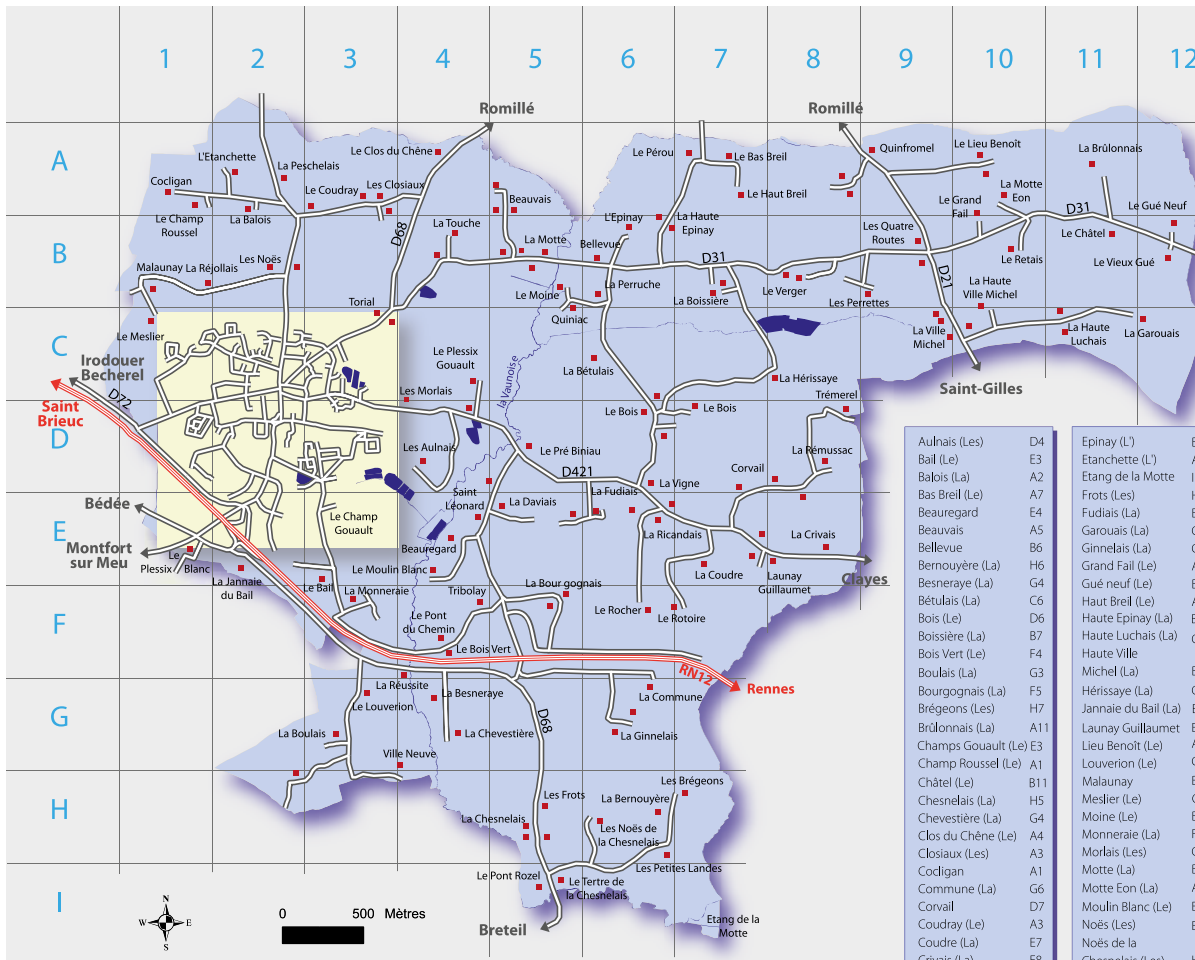 1 2 3 4 5 6 7 8 9 10 11 12
A
B
C
D
E
F
G
H
I
Romillé
Romillé
L'Etanchette
La Peschelais
Le Clos du Chêne
Cocligan
Le Coudray
Les Closiaux
Le Champ
Roussel
La Balois
Beauvais
Le Pérou
Le Bas Breil
Le Haut Breil
Quinfromel
Le Lieu Benoît
La Brûlonnais
La Motte
Eon
Le Grand
Fail
D31
Le Gué Neuf
D68
La Touche
La Motte
L'Epinay
La Haute
Epinay
Bellevue
D31
Les Quatre
Routes
Le Châtel
Le Retais
Le Vieux Gué
Malaunay
La Réjollais
Les Noës
Le Moine
La Perruche
La Boissière
Le Verger
Les Perrettes
D21
La Haute
Ville Michel
Torial
Quiniac
Le Meslier
La Ville
Michel
La Haute
Luchais
La Garouais
Irodouer
Becherel
Saint
Brieuc
D72
Le Plessix
Gouault
la Vaunoise
La Bétulais
La Hérissaye
Saint-Gilles
Les Morlais
Le Bois
Le Bois
Trémerel
Les Aulnais
Le Pré Biniau
La Rémussac
D421
Corvail
Bédée
Montfort
sur Meu
Saint
Léonard
La Daviais
La Fudiais
La Vigne
Le Champ
Gouault
Beauregard
La Ricandais
La Crivais
Clayes
Le
Plessix Blanc
La Jannaie
du Bail
Le Bail
Le Moulin Blanc
La Coudre
Launay
Guillaumet
La Monneraie
Tribolay
La Bour gognais
Le Pont
du Chemin
Le Rocher
Le Rotoire
Le Bois Vert
RN12
Rennes
La Réussite
Le Louverion
La Besneraye
La Commune
D68
La Boulais
La Chevestière
La Ginnelais
Ville Neuve
Les Brégeons
Les Frots
La Bernouyère
La Chesnelais
Les Noës de
la Chesnelais
Les Petites Landes
Le Pont Rozel
Le Tertre de
la Chesnelais
Etang de la
Motte
Breteil
N
W E
S
0 500 Mètres
Aulnais (Les) D4
Bail (Le) E3
Balois (La) A2
Bas Breil (Le) A7
Beauregard E4
Beauvais A5
Bellevue B6
Bernouyère (La) H6
Besneraye (La) G4
Bétulais (La) C6
Bois (Le) D6
Boissière (La) B7
Bois Vert (Le) F4
Boulais (La) G3
Bourgognais (La) F5
Brégeons (Les) H7
Brûlonnais (La) A11
Champs Gouault (Le) E3
Champ Roussel (Le) A1
Châtel (Le) B11
Chesnelais (La) H5
Chevestière (La) G4
Clos du Chêne (Le) A4
Closiaux (Les) A3
Cocligan A1
Commune (La) G6
Corvail D7
Coudray (Le) A3
Coudre (La) E7
Crivais (La) E8
Epinay (L')
Etanchette (L')
Etang de la Motte
Frots (Les)
Fudiais (La)
Garouais (La)
Ginnelais (La)
Grand Fail (Le)
Gué neuf (Le)
Haut Breil (Le)
Haute Epinay (La)
Haute Luchais (La)
Haute Ville
Michel (La)
Hérissaye (La)
Jannaie du Bail (La)
Launay Guillaumet
Lieu Benoît (Le)
Louverion (Le)
Malaunay
Meslier (Le)
Moine (Le)
Monneraie (La)
Morlais (Les)
Motte (La)
Motte Eon (La)
Moulin Blanc (Le)
Noës (Les)
Noës de la
Chesnelais (Les)